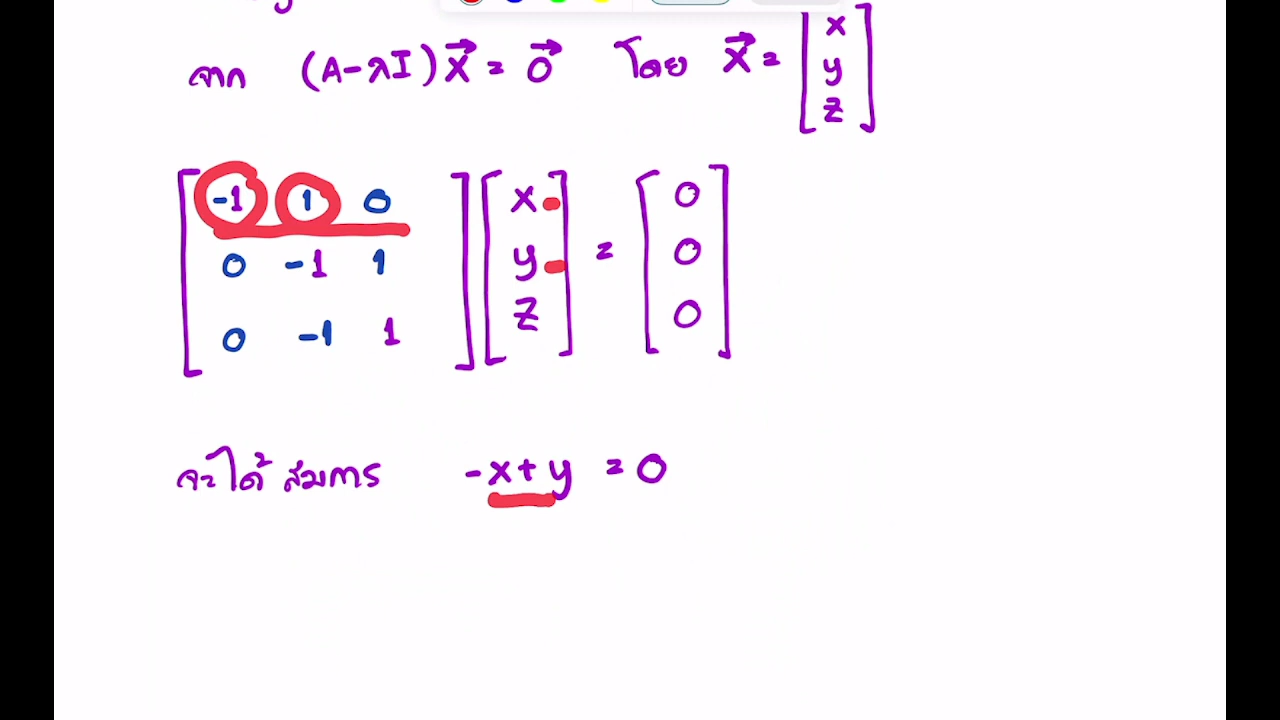 จาก (A-λI)x⃗ = 0⃗ โดย x⃗ = [x y z]
[-1 1 0] [x] = [0]
[0 -1 1] [y] [0]
[0 -1 1] [z] [0]
จะได้ สมการ -x+y = 0